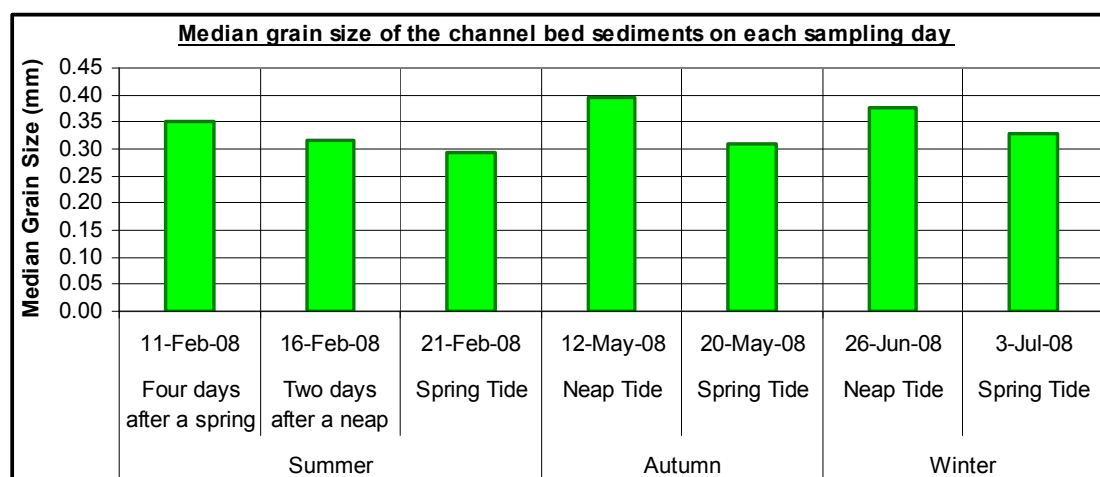 Median grain size of the channel bed sediments on each sampling day
Median Grain Size (mm)
0.45
0.40
0.35
0.30
0.25
0.20
0.15
0.10
0.05
0.00
11-Feb-08 16-Feb-08 21-Feb-08 12-May-08 20-May-08 26-Jun-08 3-Jul-08
Four days Two days Spring Tide Neap Tide Spring Tide Neap Tide Spring Tide
after a spring after a neap
Summer Autumn Winter